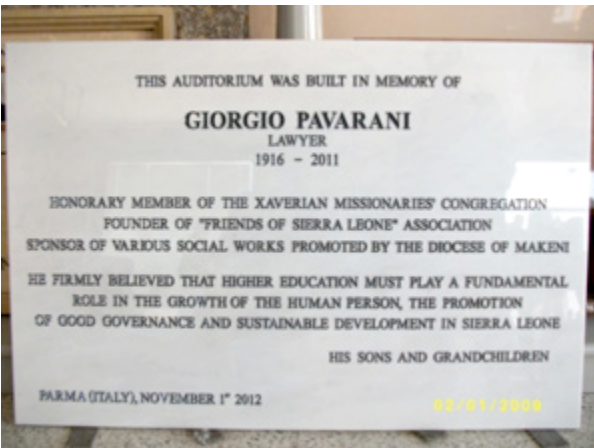 THIS AUDITORIUM WAS BUILT IN MEMORY OF
GIORGIO PAVARANI
LAWYER
1916 - 2011
HONORARY MEMBER OF THE XAVERIAN MISSIONARIES' CONGREGATION
FOUNDER OF "FRIENDS OF SIERRA LEONE" ASSOCIATION
SPONSOR OF VARIOUS SOCIAL WORKS PROMOTED BY THE DIOCESE OF MAKENI
HE FIRMLY BELIEVED THAT HIGHER EDUCATION MUST PLAY A FUNDAMENTAL
ROLE IN THE GROWTH OF THE HUMAN PERSON, THE PROMOTION
OF GOOD GOVERNANCE AND SUSTAINABLE DEVELOPMENT IN SIERRA LEONE
HIS SONS AND GRANDCHILDREN
PARMA (ITALY), NOVEMBER 1st 2012
02/01/2009